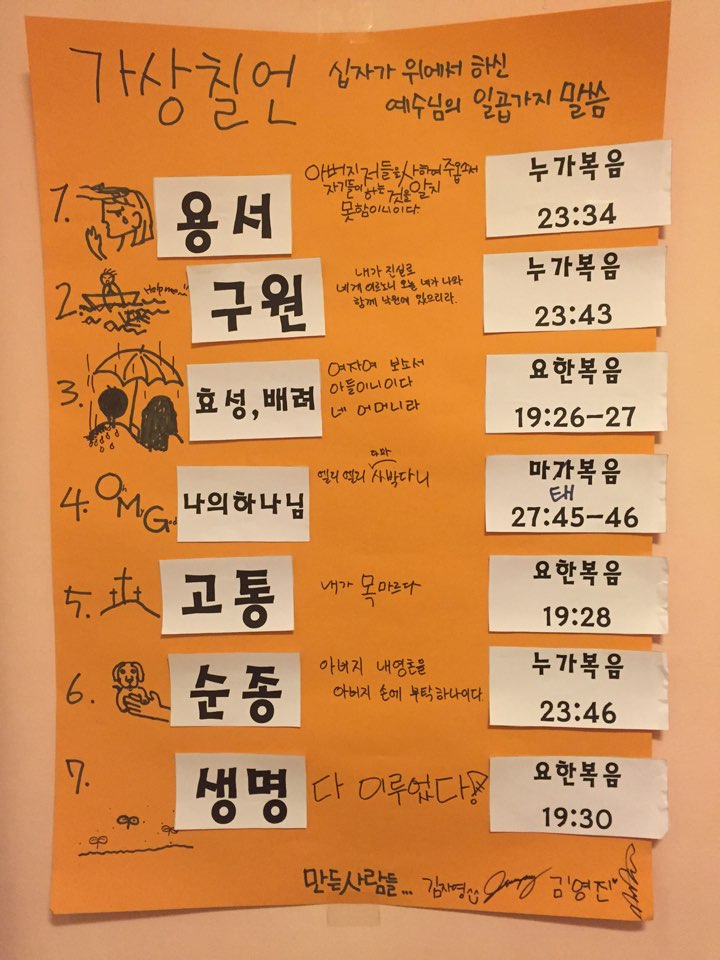 가상칠언
십자가 위에서 하신
예수님의 일곱가지 말씀
1.
용서
아버지 저들을 사하여 주옵소서
자기들이 하는 것을 알지
못함이니이다
누가복음
23:34
2.
Help me...
구원
내가 진실로
네게 이르노니 오늘 네가 나와
함께 낙원에 있으리라.
누가복음
23:43
3.
효성, 배려
여자여 보소서
아들이니이다
네 어머니라
요한복음
19:26-27
4.
Oh My God
나의하나님
라마
엘리 엘리 사박다니
마가복음
태
27:45-46
5.
고통
내가 목마르다
요한복음
19:28
6.
순종
아버지 내영혼을
아버지 손에 부탁하나이다.
누가복음
23:46
7.
생명
다 이루었다!
요한복음
19:30
만든사람들... 김자영 김영진